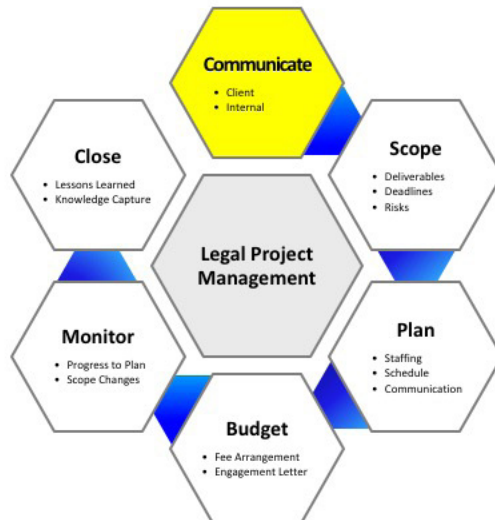 Communicate
• Client
• Internal
Scope
• Deliverables
• Deadlines
• Risks
Plan
• Staffing
• Schedule
• Communication
Budget
• Fee Arrangement
• Engagement Letter
Monitor
• Progress to Plan
• Scope Changes
Close
• Lessons Learned
• Knowledge Capture
Legal Project
Management